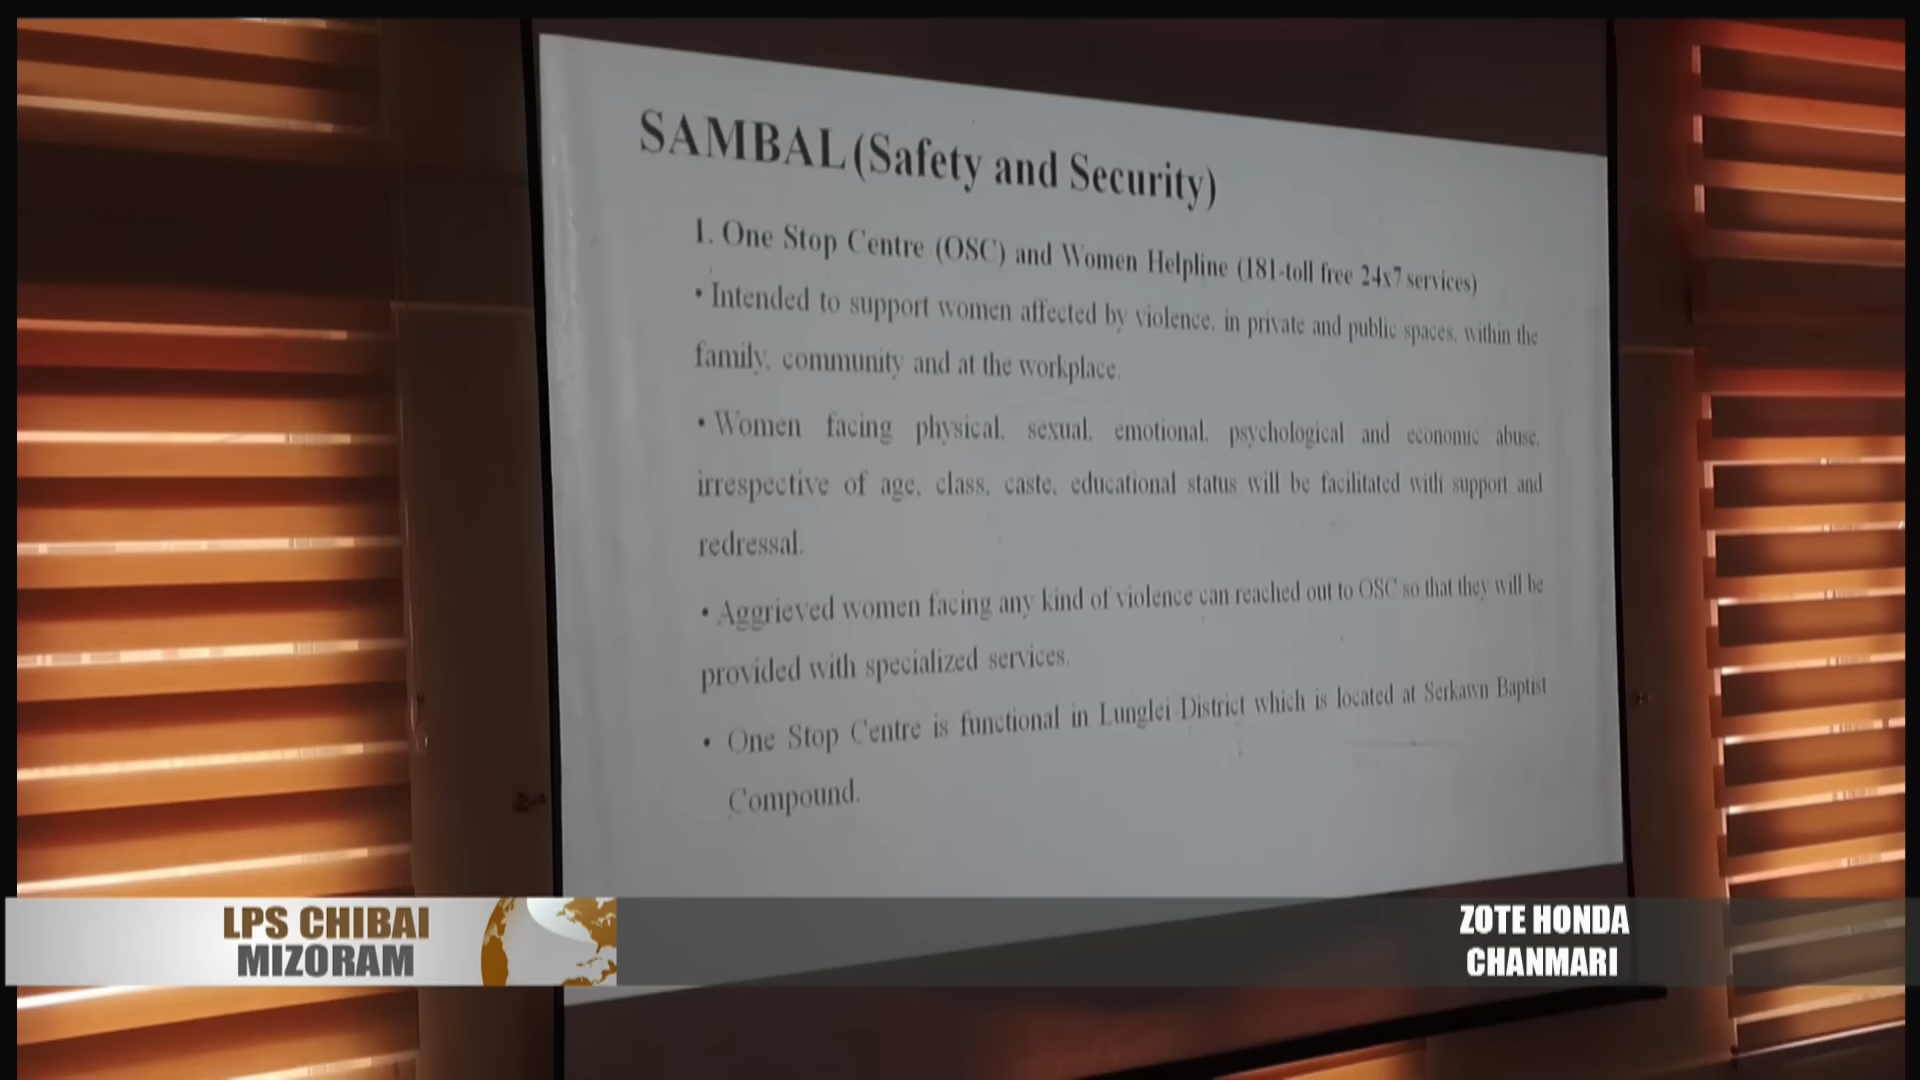 SAMBAL (Safety and Security)
1. One Stop Centre (OSC) and Women Helpline (181-toll free 24x7 services)
• Intended to support women affected by violence, in private and public spaces, within the
family, community and at the workplace.
• Women facing physical, sexual, emotional, psychological and economic abuse,
irrespective of age, class, caste, educational status will be facilitated with support and
redressal.
• Aggrieved women facing any kind of violence can reached out to OSC so that they will be
provided with specialized services.
• One Stop Centre is functional in Lunglei District which is located at Serkawn Baptist
Compound.
LPS CHIBAI
MIZORAM
ZOTE HONDA
CHANMARI